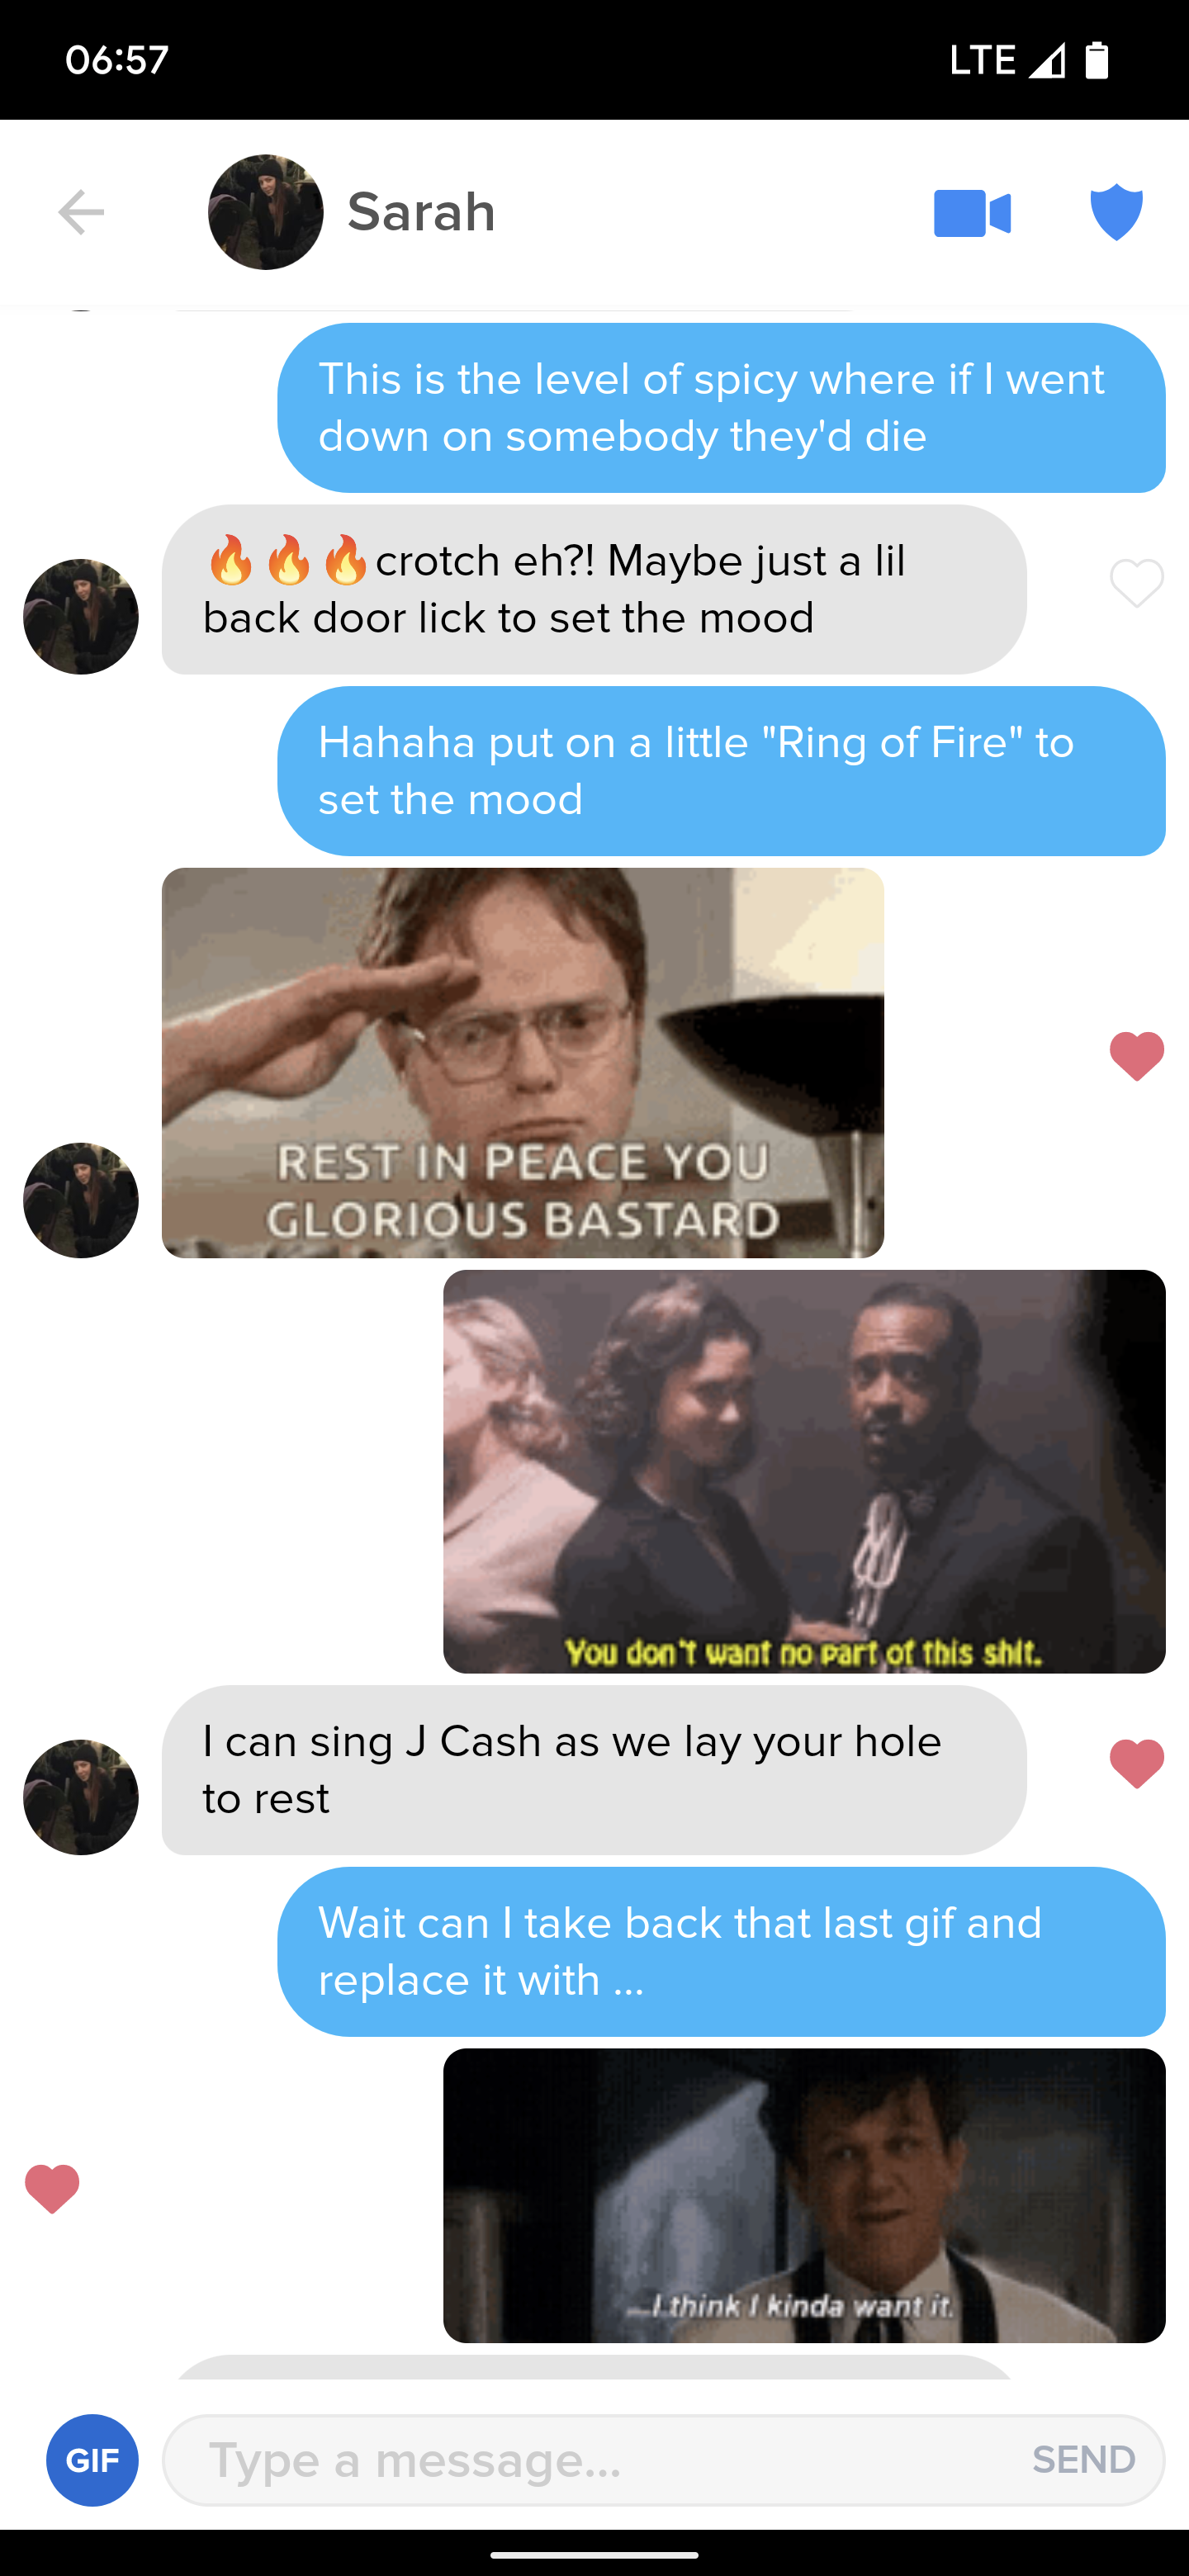 06:57
LTE
Sarah
This is the level of spicy where if I went
down on somebody they'd die
🔥🔥🔥crotch eh?! Maybe just a lil
back door lick to set the mood
Hahaha put on a little "Ring of Fire" to
set the mood
REST IN PEACE YOU
GLORIOUS BASTARD
You don't want no part of this shit.
I can sing J Cash as we lay your hole
to rest
Wait can I take back that last gif and
replace it with ...
...I think I kinda want it.
GIF
Type a message...
SEND